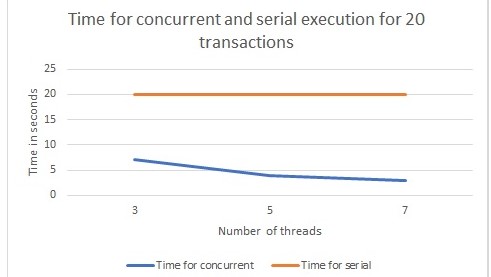 Time for concurrent and serial execution for 20
transactions
25
20
15
10
5
0
Time in seconds
3 5 7
Number of threads
Time for concurrent Time for serial